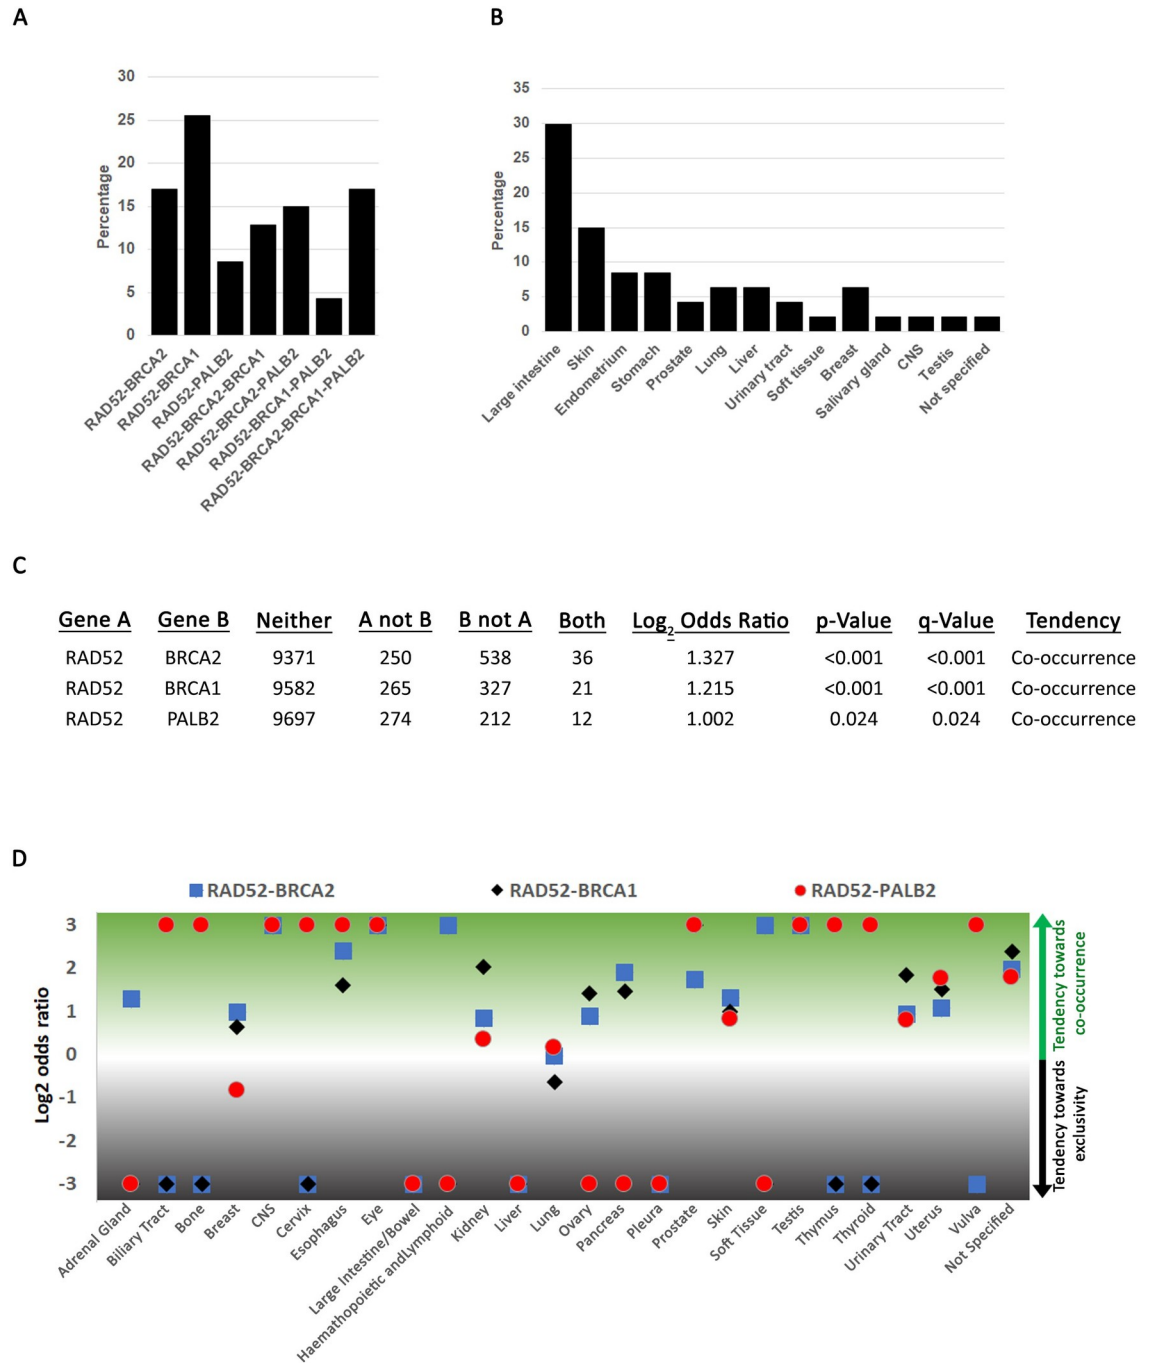 A
B
30
25
20
15
10
5
0
Percentage
RAD52-BRCA2
RAD52-BRCA1
RAD52-PALB2
RAD52-BRCA2-BRCA1
RAD52-BRCA2-PALB2
RAD52-BRCA1-PALB2
RAD52-BRCA2-BRCA1-PALB2
35
30
25
20
15
10
5
0
Percentage
Large intestine
Skin
Endometrium
Stomach
Prostate
Lung
Liver
Urinary tract
Soft tissue
Breast
Salivary gland
CNS
Testis
Not specified
C
Gene A Gene B Neither A not B B not A Both Log2 Odds Ratio p-Value q-Value Tendency
RAD52 BRCA2 9371 250 538 36 1.327 <0.001 <0.001 Co-occurrence
RAD52 BRCA1 9582 265 327 21 1.215 <0.001 <0.001 Co-occurrence
RAD52 PALB2 9697 274 212 12 1.002 0.024 0.024 Co-occurrence
D
RAD52-BRCA2 RAD52-BRCA1 RAD52-PALB2
3
2
1
0
-1
-2
-3
Log2 odds ratio
Tendency towards
co-occurrence
Tendency towards
exclusivity
Adrenal Gland
Biliary Tract
Bone
Breast
CNS
Cervix
Esophagus
Eye
Large Intestine/Bowel
Haemathopoietic andLymphoid
Kidney
Liver
Lung
Ovary
Pancreas
Pleura
Prostate
Skin
Soft Tissue
Testis
Thymus
Thyroid
Urinary Tract
Uterus
Vulva
Not Specified